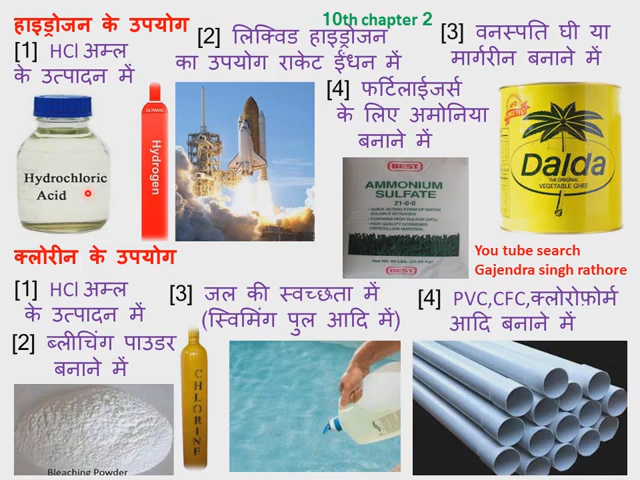 हाइड्रोजन के उपयोग
10th chapter 2
[1] HCl अम्ल
के उत्पादन में
[2] लिक्विड हाइड्रोजन
का उपयोग राकेट ईंधन में
[3] वनस्पति घी या
मार्गरीन बनाने में
[4] फर्टिलाईजर्स
के लिए अमोनिया
बनाने में
Hydrochloric
Acid
Hydrogen
BEST
AMMONIUM
SULFATE
21-0-0
BEST
Dalda
THE ORIGINAL
VEGETABLE GHEE
You tube search
Gajendra singh rathore
क्लोरीन के उपयोग
[1] HCl अम्ल
के उत्पादन में
[2] ब्लीचिंग पाउडर
बनाने में
[3] जल की स्वच्छता में
(स्विमिंग पुल आदि में)
[4] PVC,CFC,क्लोरोफ़ोर्म
आदि बनाने में
CHLORINE
Bleaching Powder